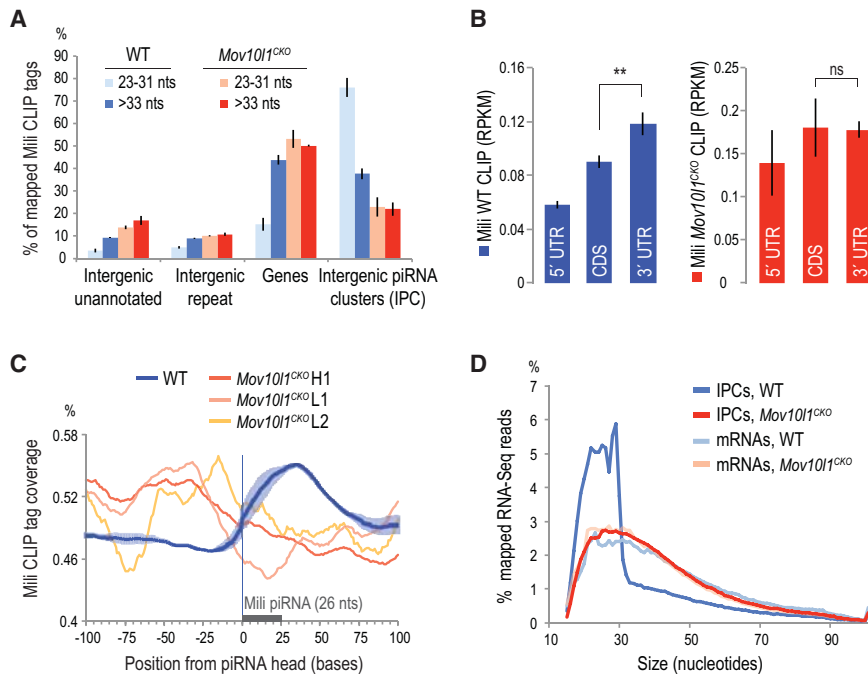 A
%
WT
Mov10l1CKO
23-31 nts
>33 nts
23-31 nts
>33 nts
% of mapped Mili CLIP tags
90
80
70
60
50
40
30
20
10
0
Intergenic unannotated
Intergenic repeat
Genes
Intergenic piRNA clusters (IPC)
B
Mili WT CLIP (RPKM)
0.16
0.12
0.08
0.04
**
5´ UTR
CDS
3´ UTR
Mili Mov10l1CKO CLIP (RPKM)
0.25
0.2
0.15
0.1
0.05
0
ns
5´ UTR
CDS
3´ UTR
C
WT
Mov10l1CKO H1
Mov10l1CKO L1
Mov10l1CKO L2
%
Mili CLIP tag coverage
0.58
0.52
0.46
0.4
Mili piRNA (26 nts)
-100 -75 -50 -25 0 25 50 75 100
Position from piRNA head (bases)
D
%
IPCs, WT
IPCs, Mov10l1CKO
mRNAs, WT
mRNAs, Mov10l1CKO
% mapped RNA-Seq reads
7
6
5
4
3
2
1
0
10 30 50 70 90
Size (nucleotides)